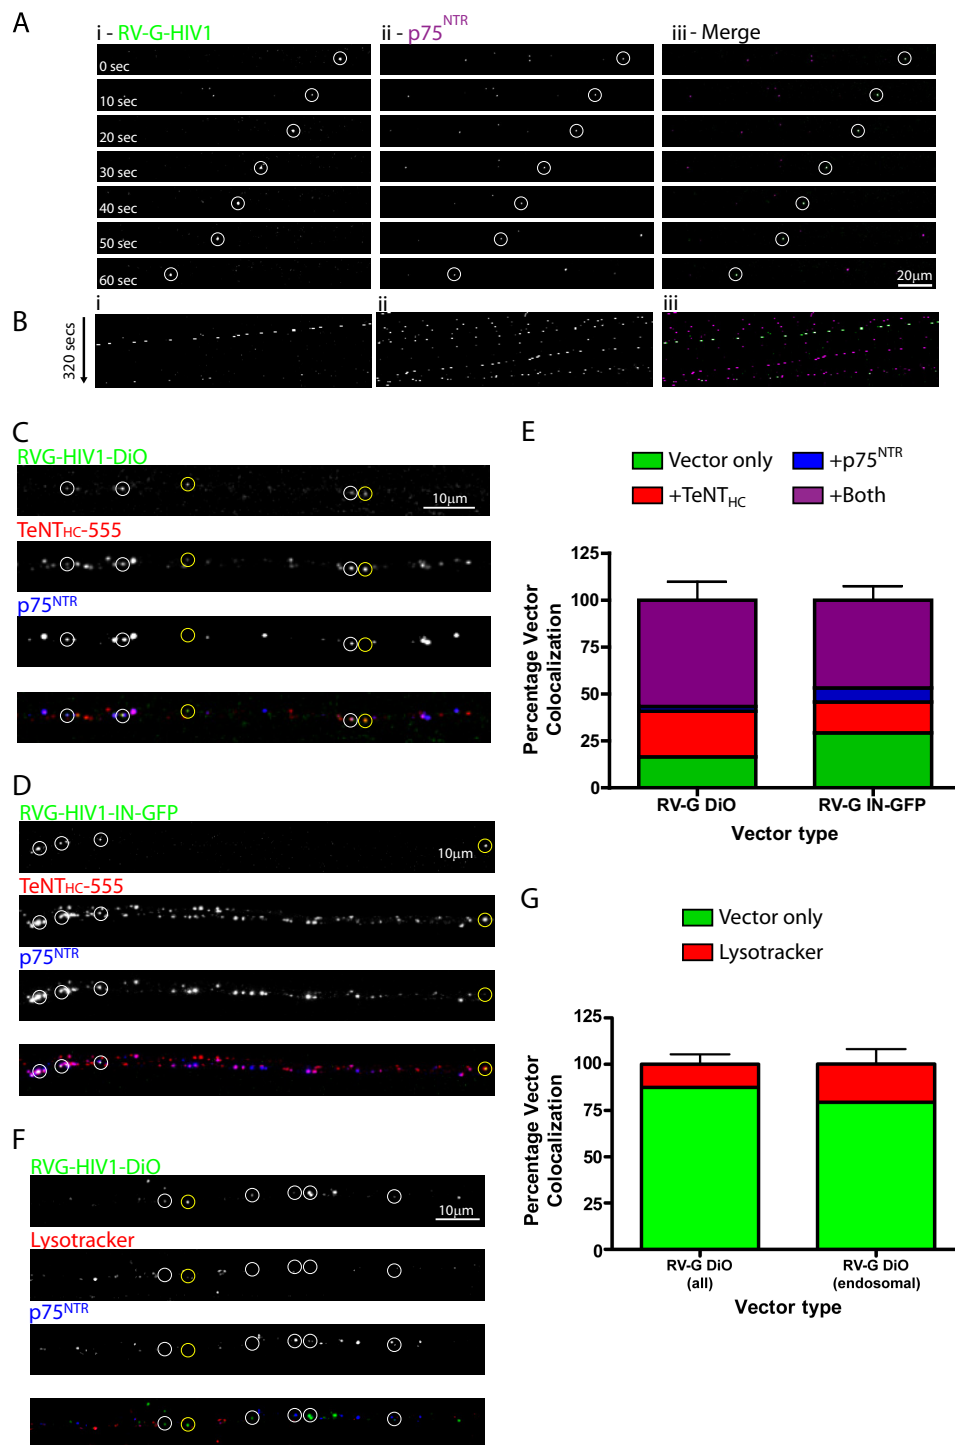 A
i - RV-G-HIV1
ii - p75NTR
iii - Merge
0 sec
10 sec
20 sec
30 sec
40 sec
50 sec
60 sec
20µm
B
i
ii
iii
320 secs
C
RVG-HIV1-DiO
10µm
TeNTHC-555
p75NTR
D
RVG-HIV1-IN-GFP
10µm
TeNTHC-555
p75NTR
E
Vector only
+p75NTR
+TeNTHC
+Both
Percentage Vector
Colocalization
125
100
75
50
25
0
RV-G DiO
RV-G IN-GFP
Vector type
F
RVG-HIV1-DiO
10µm
Lysotracker
p75NTR
G
Vector only
Lysotracker
Percentage Vector
Colocalization
125
100
75
50
25
0
RV-G DiO
(all)
RV-G DiO
(endosomal)
Vector type